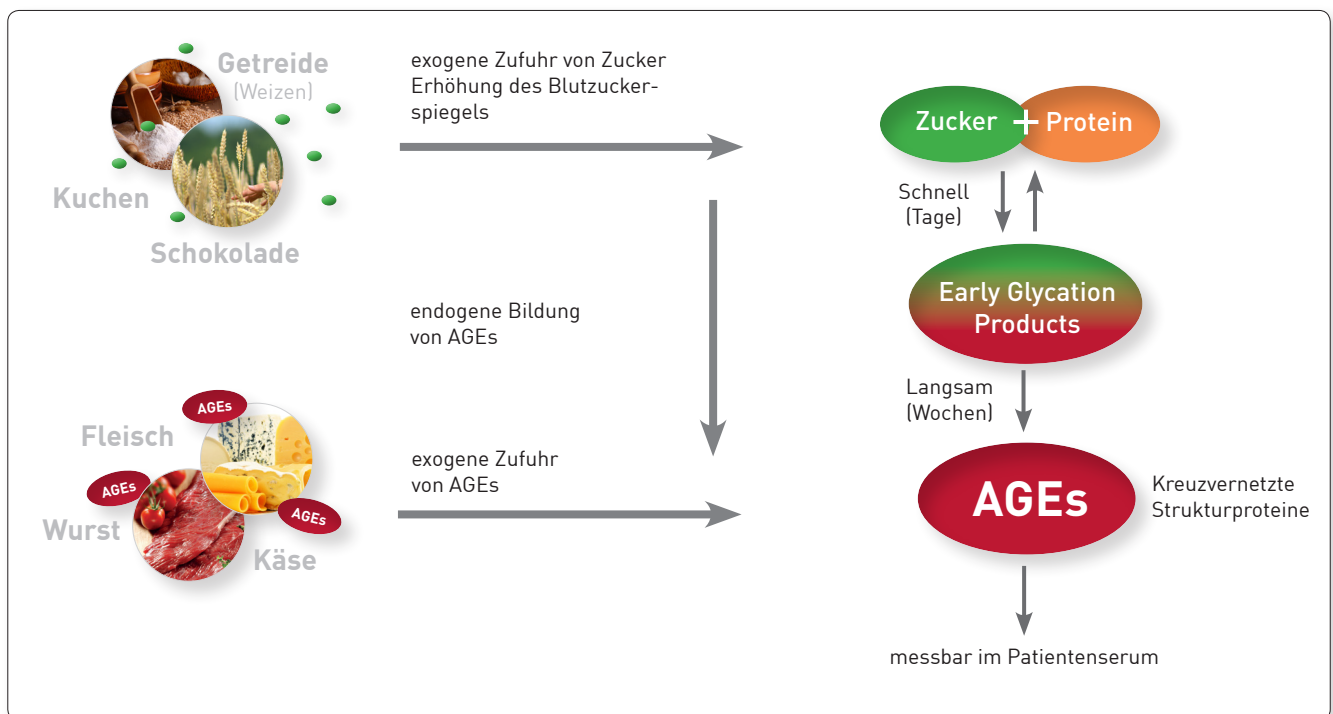 Getreide
(Weizen)
Kuchen
Schokolade
exogene Zufuhr von Zucker
Erhöhung des Blutzucker-
spiegels
endogene Bildung
von AGEs
AGEs
Fleisch
AGEs
Wurst
AGEs
Käse
exogene Zufuhr
von AGEs
Zucker + Protein
Schnell
(Tage)
Early Glycation
Products
Langsam
(Wochen)
AGEs
Kreuzvernetzte
Strukturproteine
messbar im Patientenserum